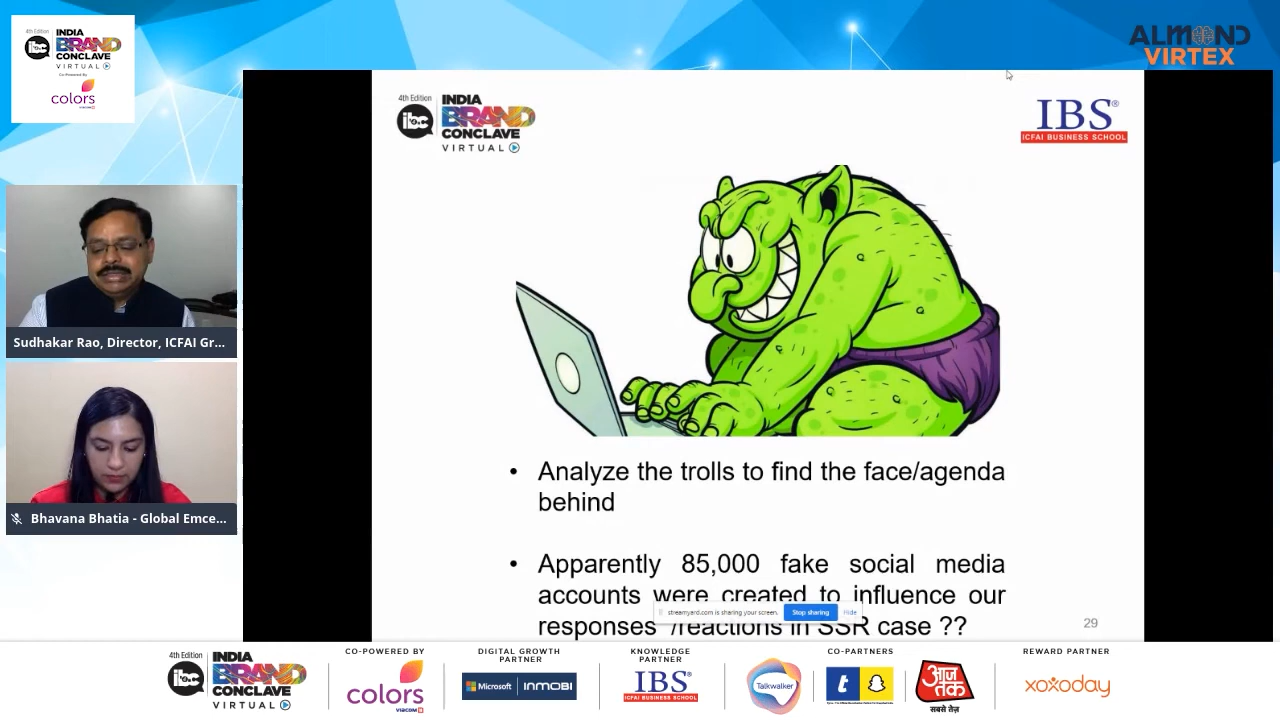 4th Edition
ibc
INDIA
BRAND
CONCLAVE
VIRTUAL
Co-Powered By
colors
VIACOM18
ALMOND
VIRTEX
4th Edition
ibc
INDIA
BRAND
CONCLAVE
VIRTUAL
IBS®
ICFAI BUSINESS SCHOOL
Sudhakar Rao, Director, ICFAI Gr...
Bhavana Bhatia - Global Emce...
• Analyze the trolls to find the face/agenda
behind
• Apparently 85,000 fake social media
accounts were created to influence our
responses /reactions in SSR case ??
streamyard.com is sharing your screen.
Stop sharing
Hide
29
4th Edition
ibc
INDIA
BRAND
CONCLAVE
VIRTUAL
CO-POWERED BY
colors
VIACOM18
DIGITAL GROWTH
PARTNER
Microsoft | INMOBI
KNOWLEDGE
PARTNER
IBS®
ICFAI BUSINESS SCHOOL
CO-PARTNERS
Talkwalker
t
आज
तक
सबसे तेज़
REWARD PARTNER
xoxoday